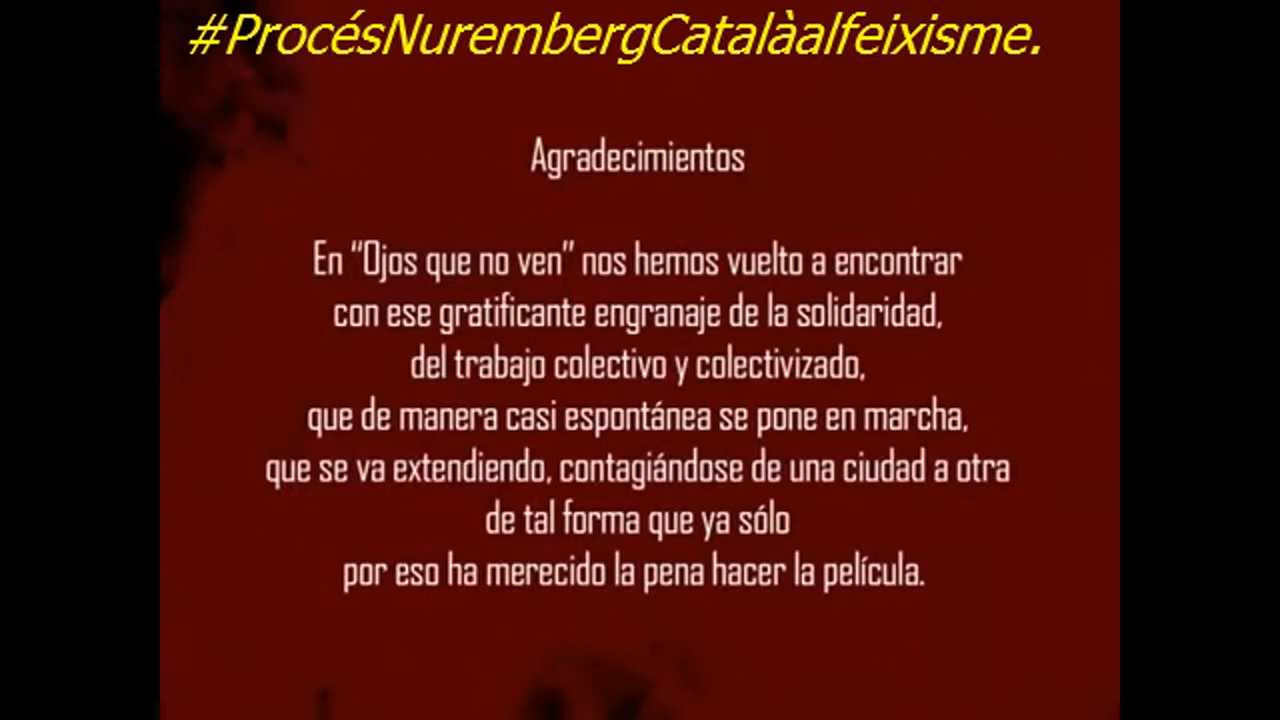 #ProcésNurembergCatalàalfeixisme.
Agradecimientos
En “Ojos que no ven” nos hemos vuelto a encontrar
con ese gratificante engranaje de la solidaridad,
del trabajo colectivo y colectivizado,
que de manera casi espontánea se pone en marcha,
que se va extendiendo, contagiándose de una ciudad a otra
de tal forma que ya sólo
por eso ha merecido la pena hacer la película.